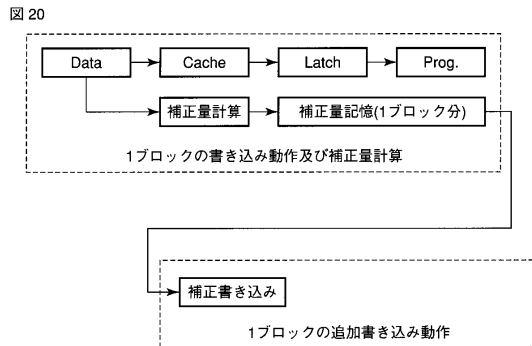 図 20
Data
Cache
Latch
Prog.
補正量計算
補正量記憶(1ブロック分)
1ブロックの書き込み動作及び補正量計算
補正書き込み
1ブロックの追加書き込み動作